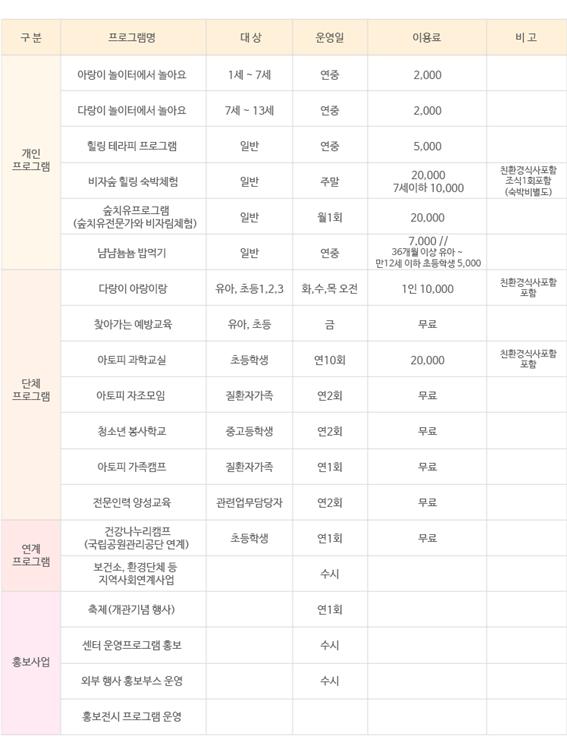 구 분 프로그램명 대 상 운영일 이용료 비 고
개인
프로그램
아랑이 놀이터에서 놀아요 1세 ~ 7세 연중 2,000
다랑이 놀이터에서 놀아요 7세 ~ 13세 연중 2,000
힐링 테라피 프로그램 일반 연중 5,000
비자숲 힐링 숙박체험 일반 주말 20,000
7세이하 10,000
친환경식사포함
조식1회포함
(숙박비별도)
숲치유프로그램
(숲치유전문가와 비자림체험) 일반 월1회 20.000
냠냠뇸뇸 밥먹기 일반 연중 7,000 //
36개월 이상 유아 ~
만12세 이하 초등학생 5,000
단체
프로그램
다랑이 아랑이랑 유아, 초등1,2,3 화,수,목 오전 1인 10,000 친환경식사포함
포함
찾아가는 예방교육 유아, 초등 금 무료
아토피 과학교실 초등학생 연10회 20,000 친환경식사포함
포함
아토피 자조모임 질환자가족 연2회 무료
청소년 봉사학교 중고등학생 연2회 무료
아토피 가족캠프 질환자가족 연1회 무료
전문인력 양성교육 관련업무담당자 연2회 무료
연계
프로그램
건강나누리캠프
(국립공원관리공단 연계) 초등학생 연1회 무료
보건소, 환경단체 등
지역사회연계사업 수시
홍보사업
축제(개관기념 행사) 연1회
센터 운영프로그램 홍보 수시
외부 행사 홍보부스 운영 수시
홍보전시 프로그램 운영